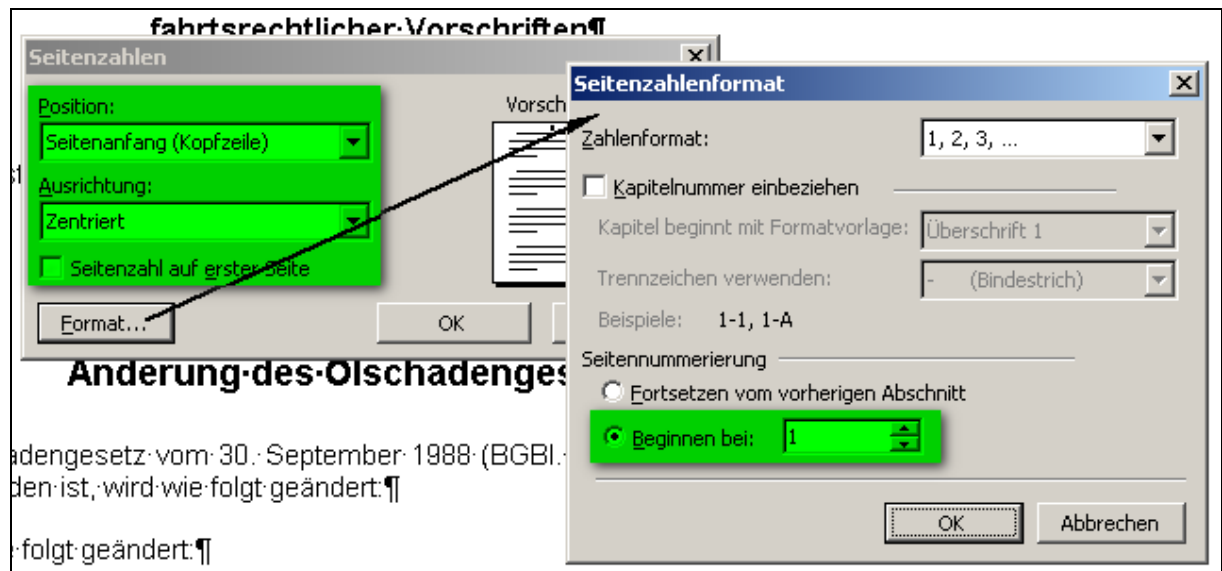 fahrtsrechtlicher·Vorschriften¶
Seitenzahlen
Position:
Seitenanfang (Kopfzeile)
Ausrichtung:
Zentriert
Seitenzahl auf erster Seite
Vorsch
Format...
OK
Seitenzahlenformat
Zahlenformat:
1, 2, 3, ...
Kapitelnummer einbeziehen
Kapitel beginnt mit Formatvorlage:
Überschrift 1
Trennzeichen verwenden:
- (Bindestrich)
Beispiele: 1-1, 1-A
Seitennummerierung
Fortsetzen vom vorherigen Abschnitt
Beginnen bei: 1
OK
Abbrechen
Änderung·des·Ölschadenges
adengesetz·vom·30.·September·1988·(BGBl.·
den·ist,·wird·wie·folgt·geändert:¶
folgt·geändert:¶